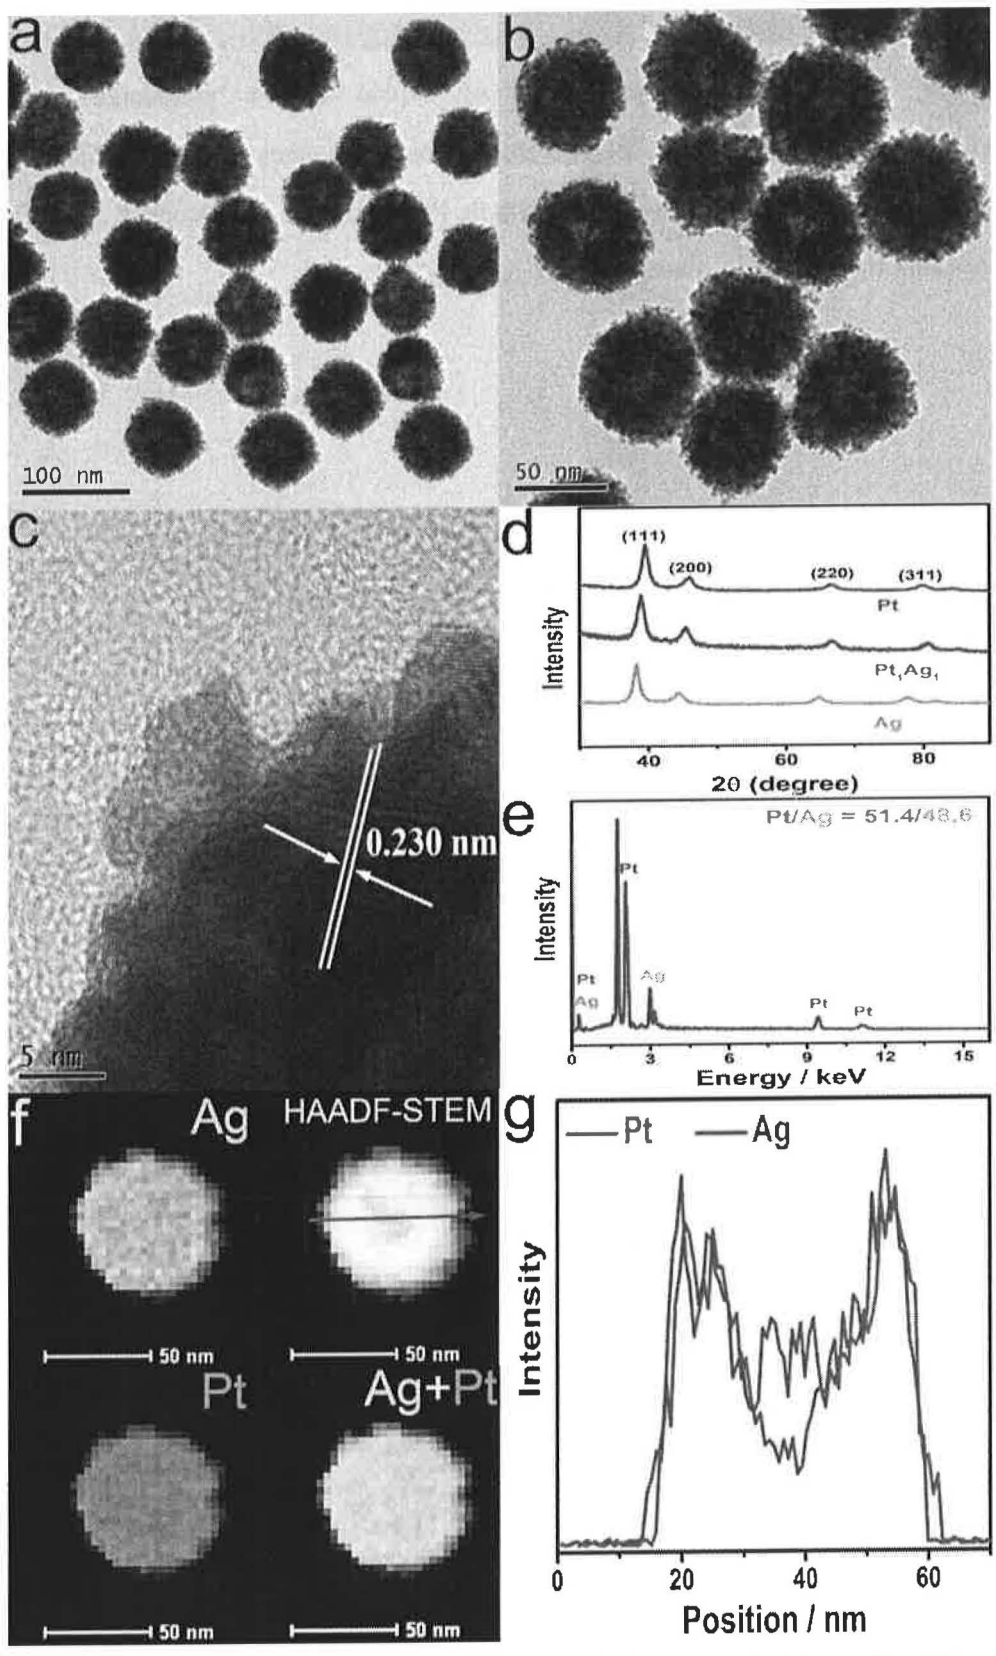 a
100 nm
b
50 nm
c
0.230 nm
5 nm
d
(111)
(200)
(220)
(311)
Pt
Pt1Ag1
Ag
Intensity
40
60
80
2θ (degree)
e
Pt/Ag = 51.4/48.6
Pt
Pt
Ag
Ag
Pt
Pt
Intensity
0
3
6
9
12
15
Energy / keV
f
Ag
HAADF-STEM
50 nm
50 nm
Pt
Ag+Pt
50 nm
50 nm
g
Pt
Ag
Intensity
0
20
40
60
Position / nm